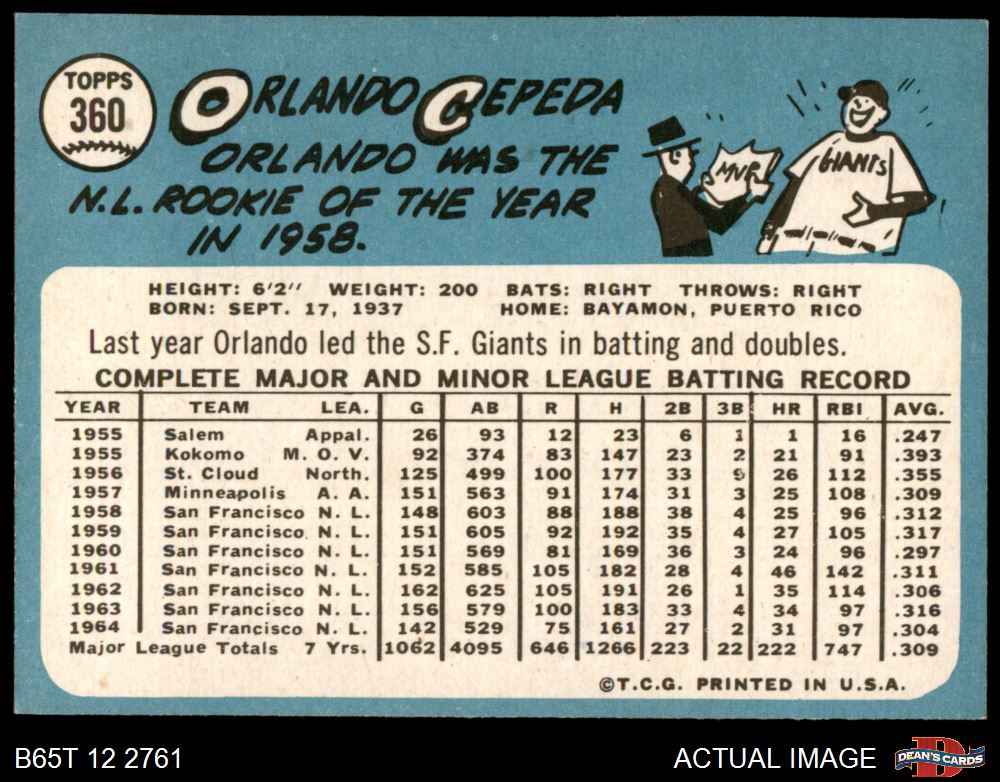 TOPPS
360
ORLANDO CEPEDA
ORLANDO WAS THE
N.L. ROOKIE OF THE YEAR
IN 1958.
MVP
GIANTS
HEIGHT: 6'2" WEIGHT: 200 BATS: RIGHT THROWS: RIGHT
BORN: SEPT. 17, 1937 HOME: BAYAMON, PUERTO RICO
Last year Orlando led the S.F. Giants in batting and doubles.
COMPLETE MAJOR AND MINOR LEAGUE BATTING RECORD
YEAR TEAM LEA. G AB R H 2B 3B HR RBI AVG.
1955 Salem Appal. 26 93 12 23 6 1 1 16 .247
1955 Kokomo M. O. V. 92 374 83 147 23 2 21 91 .393
1956 St. Cloud North. 125 499 100 177 33 9 26 112 .355
1957 Minneapolis A. A. 151 563 91 174 31 3 25 108 .309
1958 San Francisco N. L. 148 603 88 188 38 4 25 96 .312
1959 San Francisco N. L. 151 605 92 192 35 4 27 105 .317
1960 San Francisco N. L. 151 569 81 169 36 3 24 96 .297
1961 San Francisco N. L. 152 585 105 182 28 4 46 142 .311
1962 San Francisco N. L. 162 625 105 191 26 1 35 114 .306
1963 San Francisco N. L. 156 579 100 183 33 4 34 97 .316
1964 San Francisco N. L. 142 529 75 161 27 2 31 97 .304
Major League Totals 7 Yrs. 1062 4095 646 1266 223 22 222 747 .309
©T.C.G. PRINTED IN U.S.A.
B65T 12 2761
ACTUAL IMAGE
DEAN'S CARDS